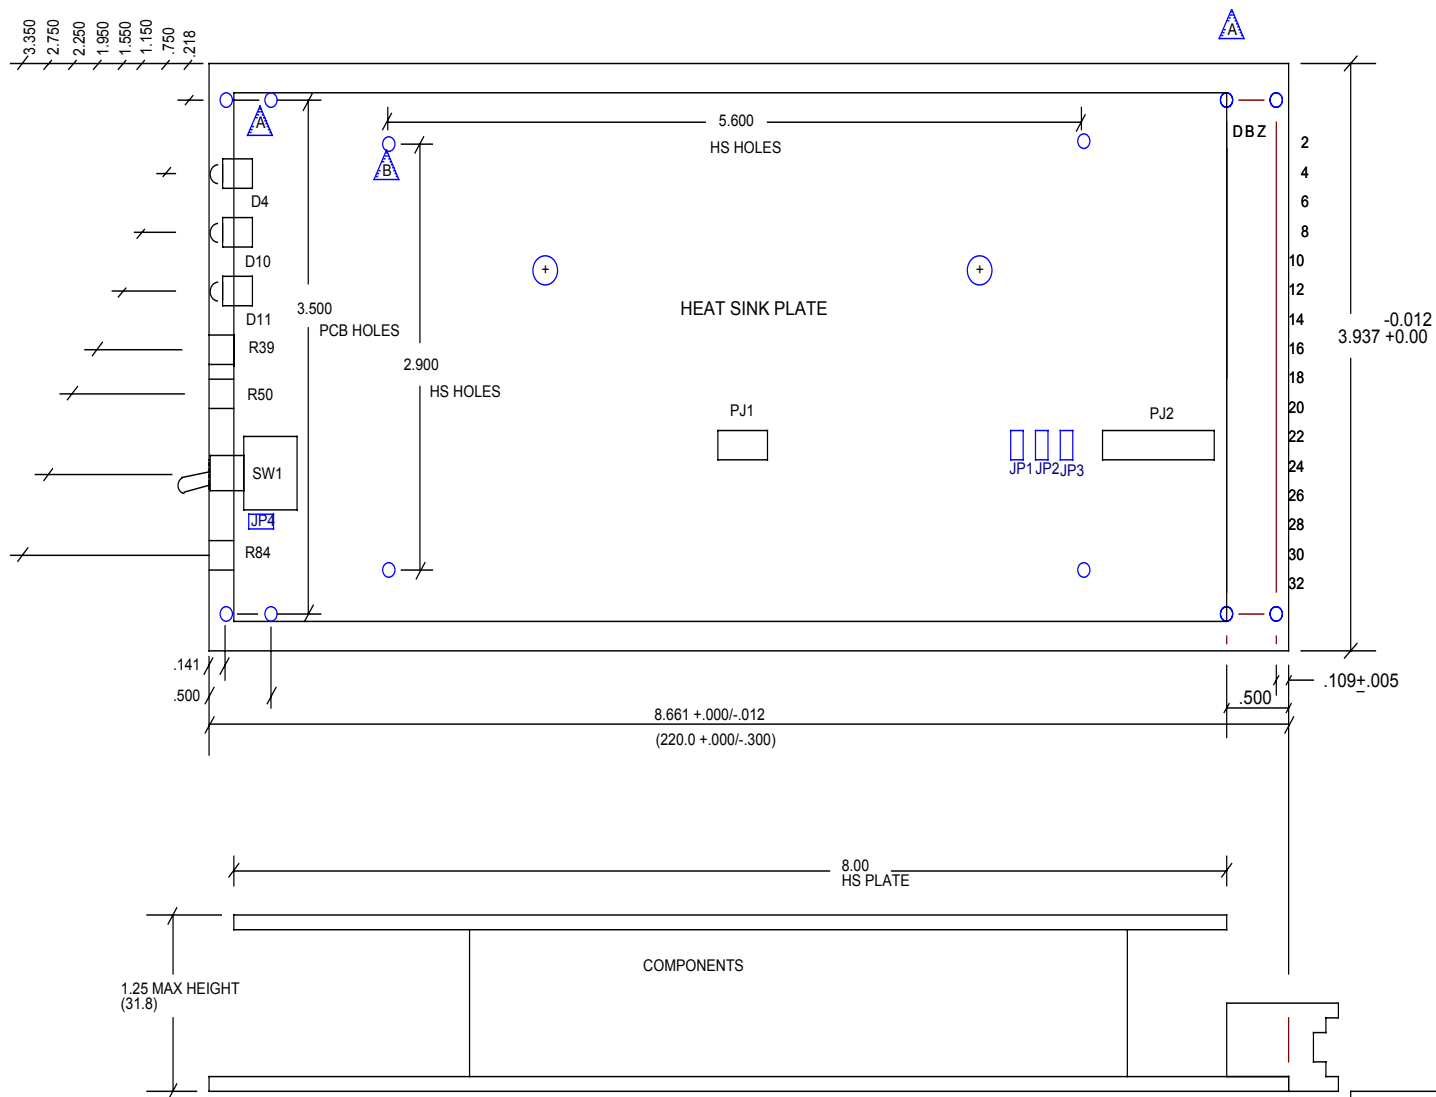 3.350
2.750
2.250
1.950
1.550
1.150
.750
.218
A
A
5.600
HS HOLES
DBZ
B
2
4
6
8
10
12
14
16
18
20
22
24
26
28
30
32
D4
D10
D11
3.500
PCB HOLES
HEAT SINK PLATE
-0.012
3.937 +0.00
R39
2.900
HS HOLES
R50
PJ1
PJ2
SW1
JP1
JP2
JP3
JP4
R84
.141
.500
.109±.005
.500
8.661 +.000/-.012
(220.0 +.000/-.300)
8.00
HS PLATE
COMPONENTS
1.25 MAX HEIGHT
(31.8)